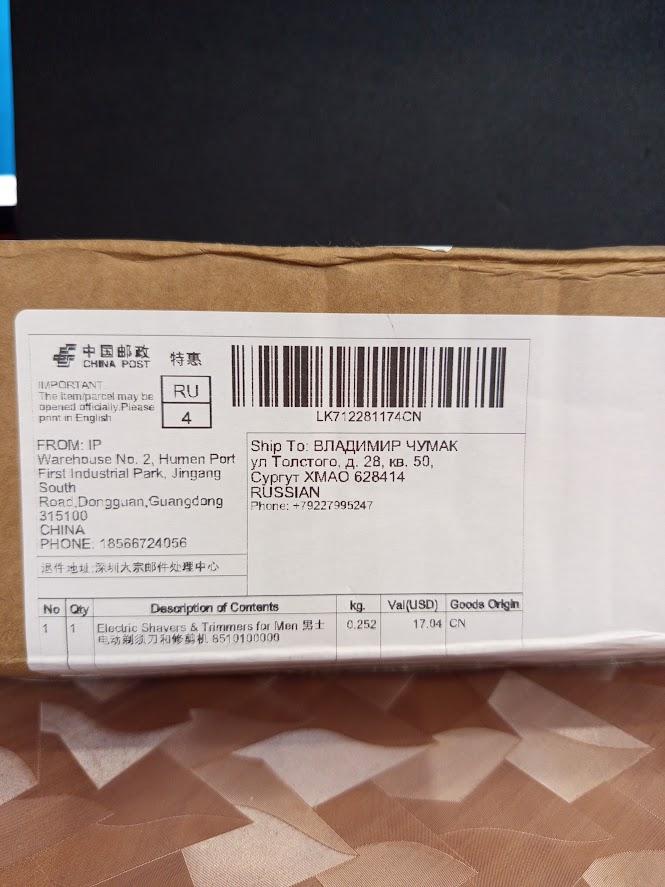 中国邮政
CHINA POST
特惠
IMPORTANT
The item/parcel may be
opened officially.Please
print in English
RU
4
LK712281174CN
FROM: IP
Warehouse No. 2, Humen Port
First Industrial Park, Jingang
South
Road,Dongguan,Guangdong
315100
CHINA
PHONE: 18566724056
Ship To: ВЛАДИМИР ЧУМАК
ул Толстого, д. 28, кв. 50,
Сургут ХМАО 628414
RUSSIAN
Phone: +79227995247
退件地址:深圳大宗邮件处理中心
No Qty Description of Contents kg. Val(USD) Goods Origin
1 1 Electric Shavers & Trimmers for Men 男士 0.252 17.04 CN
电动剃须刀和修剪机 8510100000